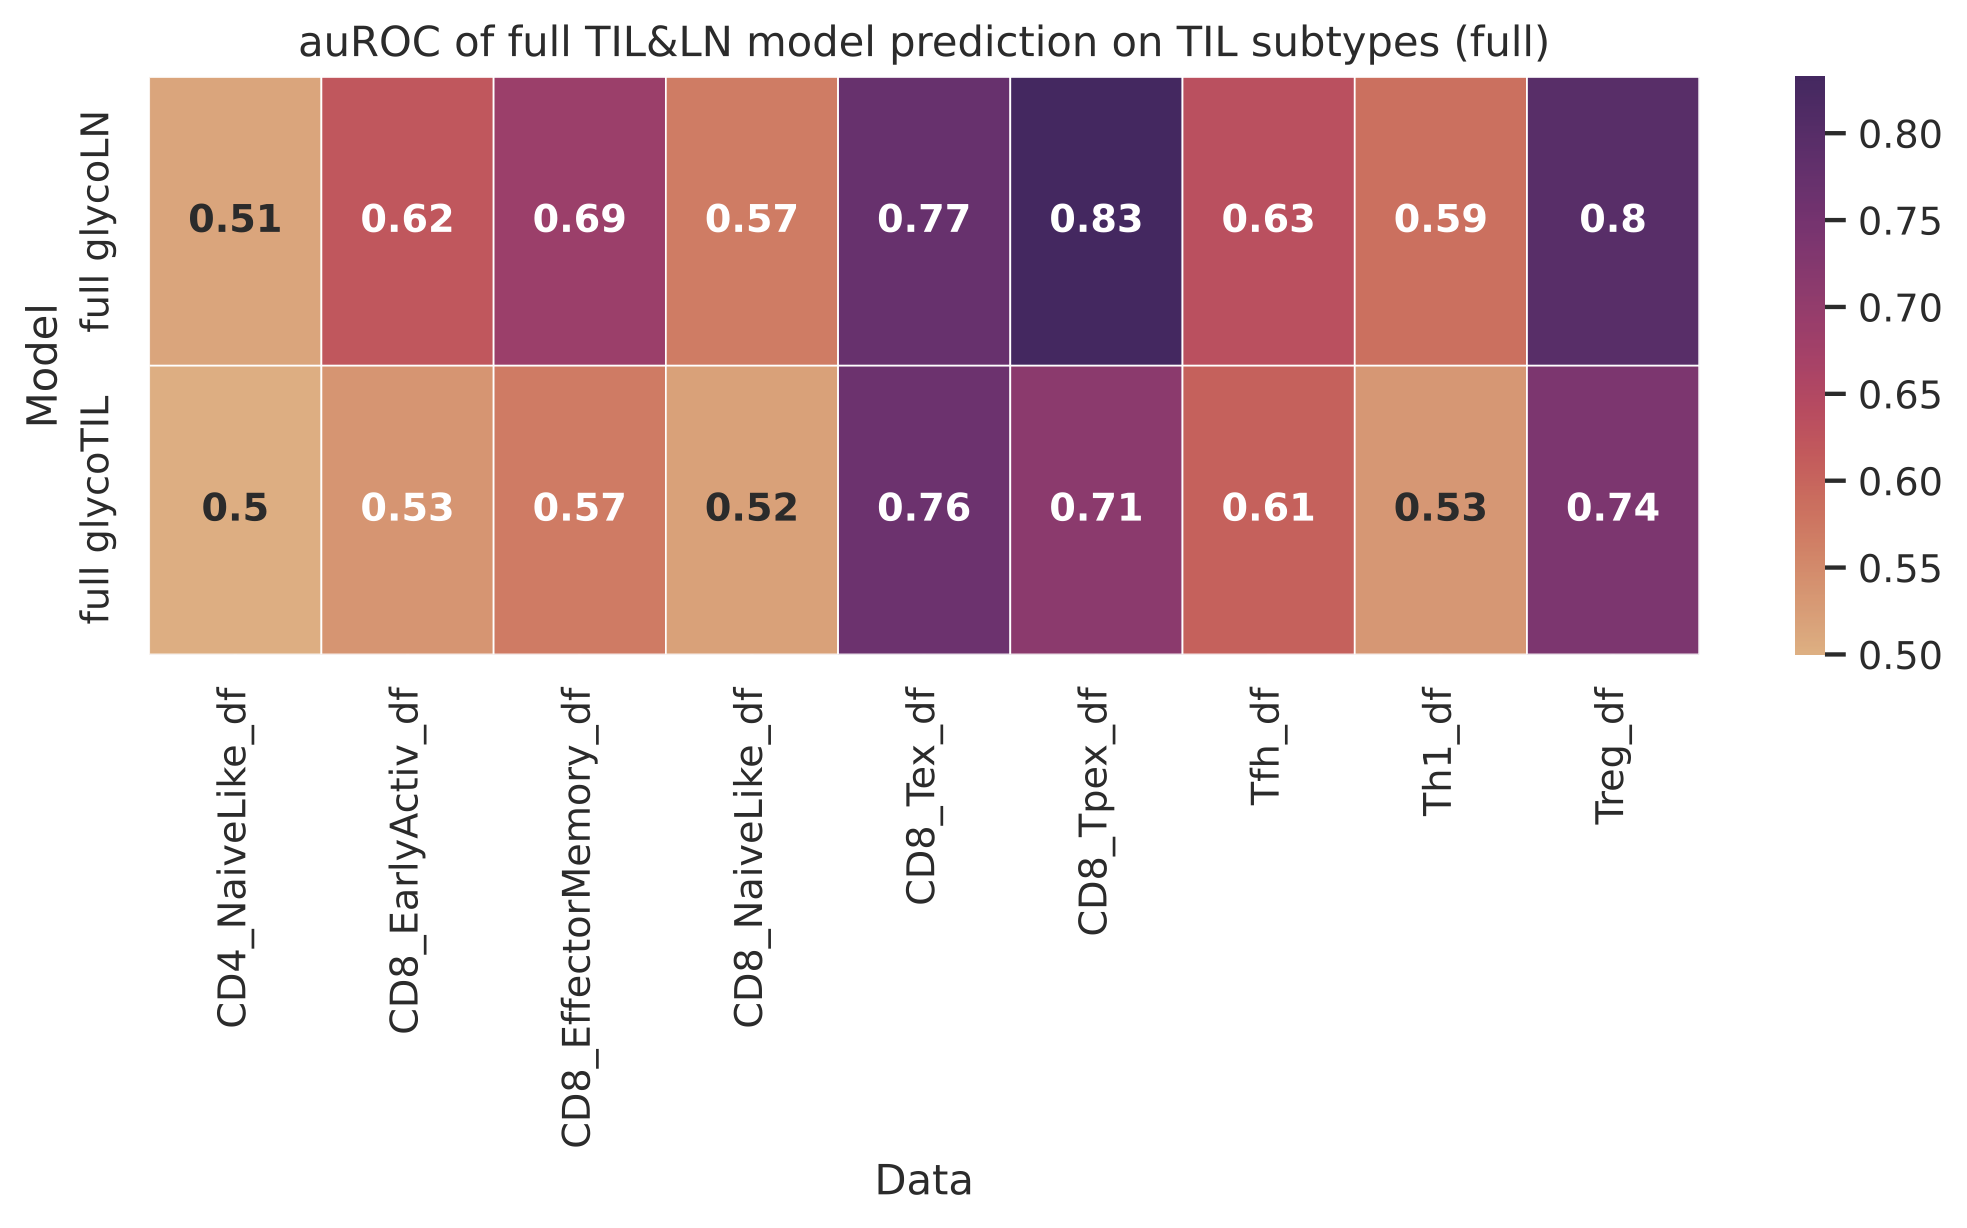 auROC of full TIL&LN model prediction on TIL subtypes (full)
Model
full glycoLN
0.51 0.62 0.69 0.57 0.77 0.83 0.63 0.59 0.8
full glycoTIL
0.5 0.53 0.57 0.52 0.76 0.71 0.61 0.53 0.74
CD4_NaiveLike_df
CD8_EarlyActiv_df
CD8_EffectorMemory_df
CD8_NaiveLike_df
CD8_Tex_df
CD8_Tpex_df
Tfh_df
Th1_df
Treg_df
Data
0.80
0.75
0.70
0.65
0.60
0.55
0.50